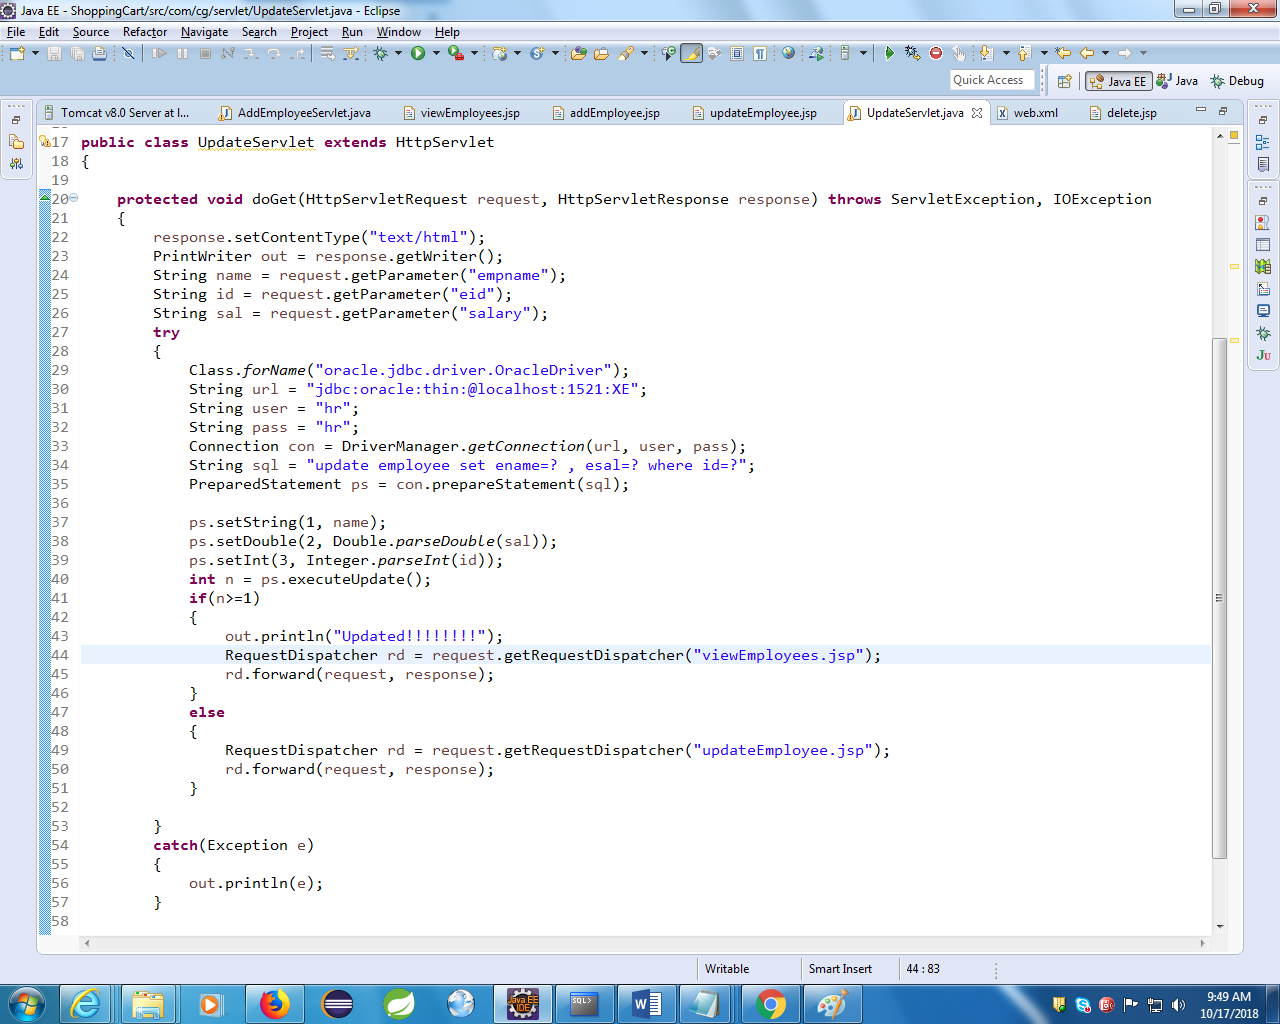 Java EE - ShoppingCart/src/com/cg/servlet/UpdateServlet.java - Eclipse
File Edit Source Refactor Navigate Search Project Run Window Help
Quick Access Java EE Java Debug
Tomcat v8.0 Server at l... AddEmployeeServlet.java viewEmployees.jsp addEmployee.jsp updateEmployee.jsp UpdateServlet.java web.xml delete.jsp
17 public class UpdateServlet extends HttpServlet
18 {
19
20 protected void doGet(HttpServletRequest request, HttpServletResponse response) throws ServletException, IOException
21 {
22 response.setContentType("text/html");
23 PrintWriter out = response.getWriter();
24 String name = request.getParameter("empname");
25 String id = request.getParameter("eid");
26 String sal = request.getParameter("salary");
27 try
28 {
29 Class.forName("oracle.jdbc.driver.OracleDriver");
30 String url = "jdbc:oracle:thin:@localhost:1521:XE";
31 String user = "hr";
32 String pass = "hr";
33 Connection con = DriverManager.getConnection(url, user, pass);
34 String sql = "update employee set ename=? , esal=? where id=?";
35 PreparedStatement ps = con.prepareStatement(sql);
36
37 ps.setString(1, name);
38 ps.setDouble(2, Double.parseDouble(sal));
39 ps.setInt(3, Integer.parseInt(id));
40 int n = ps.executeUpdate();
41 if(n>=1)
42 {
43 out.println("Updated!!!!!!!!");
44 RequestDispatcher rd = request.getRequestDispatcher("viewEmployees.jsp");
45 rd.forward(request, response);
46 }
47 else
48 {
49 RequestDispatcher rd = request.getRequestDispatcher("updateEmployee.jsp");
50 rd.forward(request, response);
51 }
52
53 }
54 catch(Exception e)
55 {
56 out.println(e);
57 }
58
Writable Smart Insert 44 : 83
Java EE IDE SQL>
9:49 AM
10/17/2018